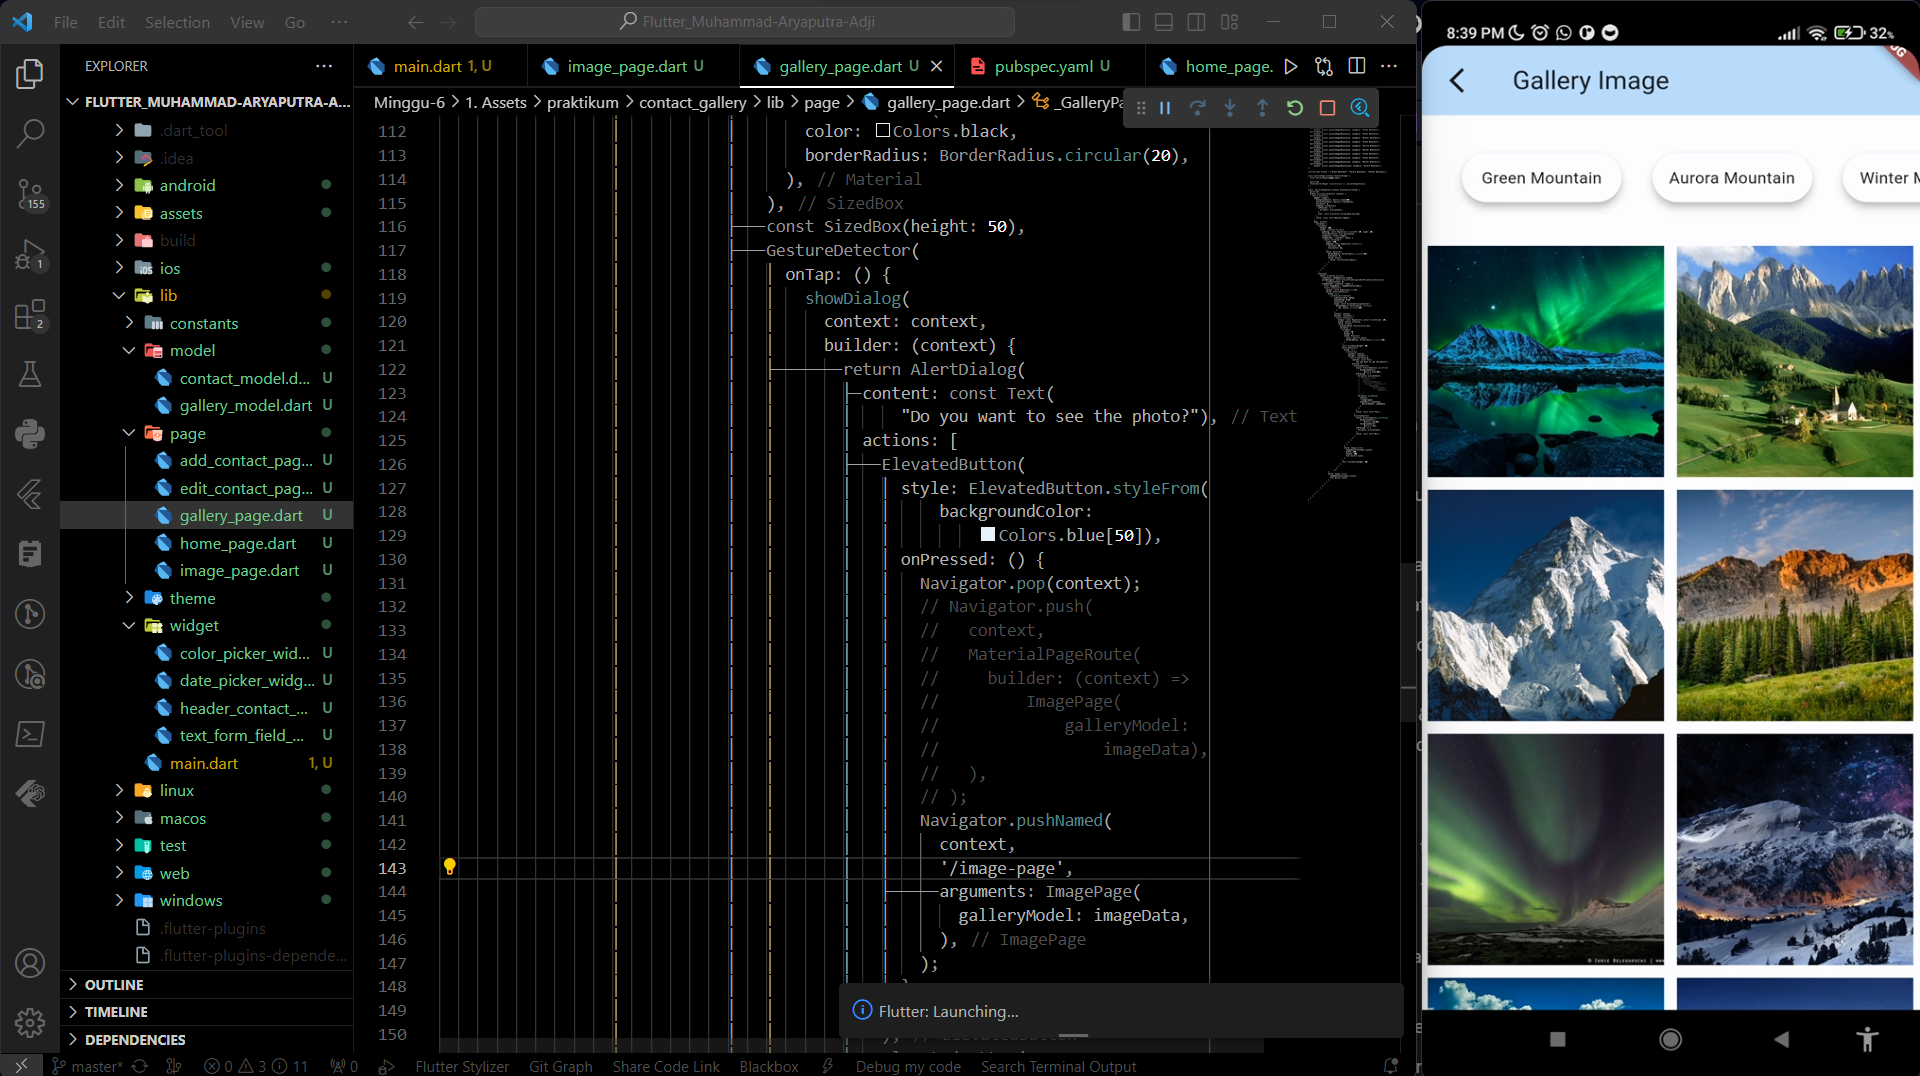 File Edit Selection View Go ···
Flutter_Muhammad-Aryaputra-Adji
EXPLORER
main.dart 1, U
image_page.dart U
gallery_page.dart U
pubspec.yaml U
home_page.
Minggu-6 > 1. Assets > praktikum > contact_gallery > lib > page > gallery_page.dart >
FLUTTER_MUHAMMAD-ARYAPUTRA-A...
.dart_tool
.idea
android
assets
build
ios
lib
constants
model
contact_model.d... U
gallery_model.dart U
page
add_contact_pag... U
edit_contact_pag... U
gallery_page.dart U
home_page.dart U
image_page.dart U
theme
widget
color_picker_wid... U
date_picker_widg... U
header_contact_... U
text_form_field_... U
main.dart 1, U
linux
macos
test
web
windows
.flutter-plugins
.flutter-plugins-depende...
OUTLINE
TIMELINE
DEPENDENCIES
155
1
2
112 color: Colors.black,
113 borderRadius: BorderRadius.circular(20),
114 ), // Material
115 ), // SizedBox
116 const SizedBox(height: 50),
117 GestureDetector(
118 onTap: () {
119 showDialog(
120 context: context,
121 builder: (context) {
122 return AlertDialog(
123 content: const Text(
124 "Do you want to see the photo?"), // Text
125 actions: [
126 ElevatedButton(
127 style: ElevatedButton.styleFrom(
128 backgroundColor:
129 Colors.blue[50]),
130 onPressed: () {
131 Navigator.pop(context);
132 // Navigator.push(
133 // context,
134 // MaterialPageRoute(
135 // builder: (context) =>
136 // ImagePage(
137 // galleryModel:
138 // imageData),
139 // ),
140 // );
141 Navigator.pushNamed(
142 context,
143 '/image-page',
144 arguments: ImagePage(
145 galleryModel: imageData,
146 ), // ImagePage
147 );
148
149
150
Flutter: Launching...
master* 0 3 11 0 Flutter Stylizer Git Graph Share Code Link Blackbox Debug my code Search Terminal Output
8:39 PM 32%
Gallery Image
Green Mountain
Aurora Mountain
Winter M